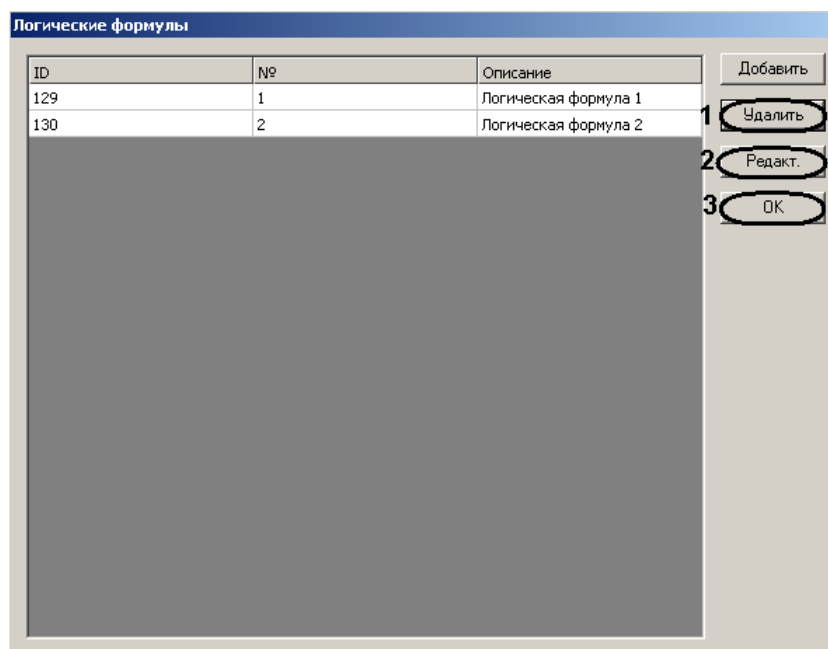 Логические формулы
ID № Описание
129 1 Логическая формула 1
130 2 Логическая формула 2
Добавить
1 Удалить
2 Редакт.
3 OK